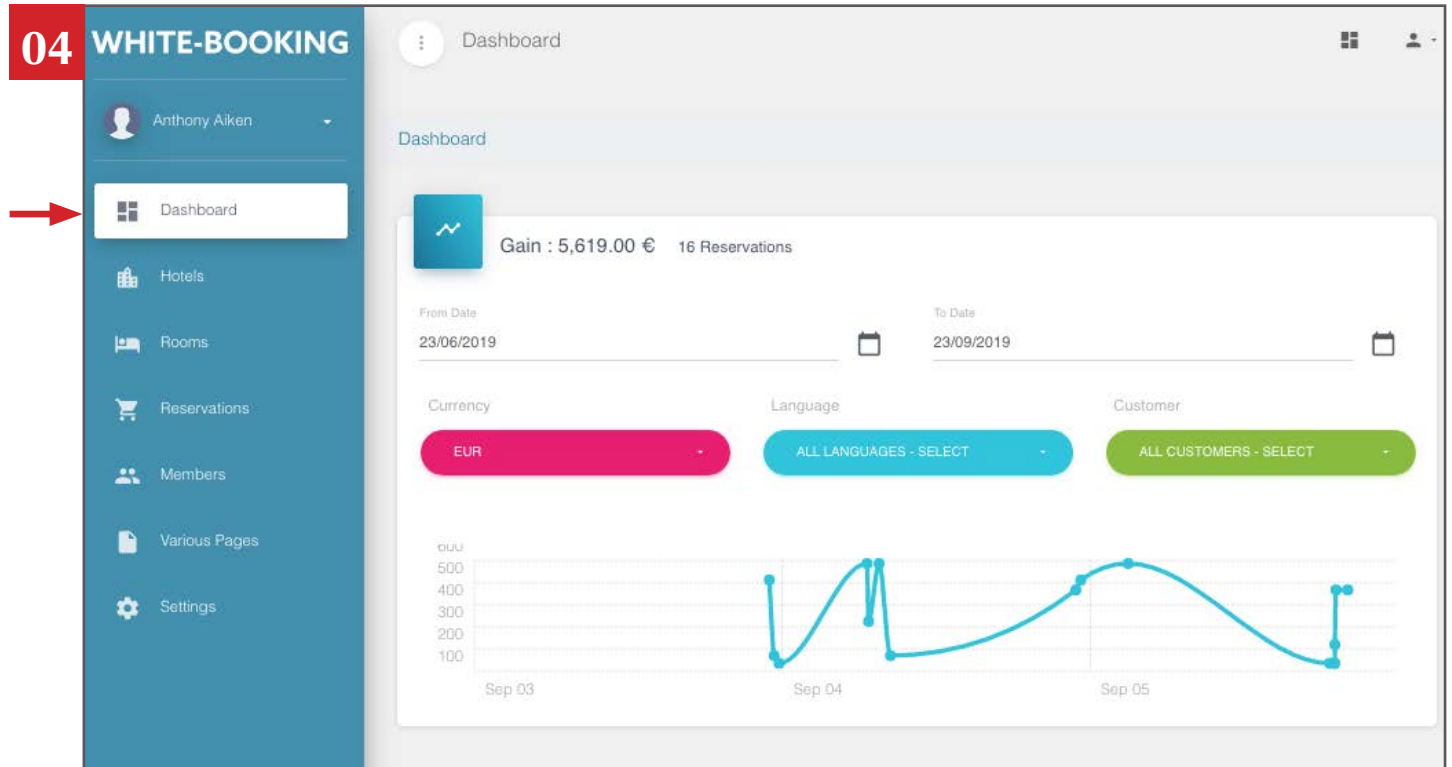 04
WHITE-BOOKING
Dashboard
Anthony Aiken
Dashboard
Dashboard
Hotels
Rooms
Reservations
Members
Various Pages
Settings
Gain : 5,619.00 € 16 Reservations
From Date
To Date
23/06/2019
23/09/2019
Currency
Language
Customer
EUR
ALL LANGUAGES - SELECT
ALL CUSTOMERS - SELECT
600
500
400
300
200
100
Sep 03
Sep 04
Sep 05